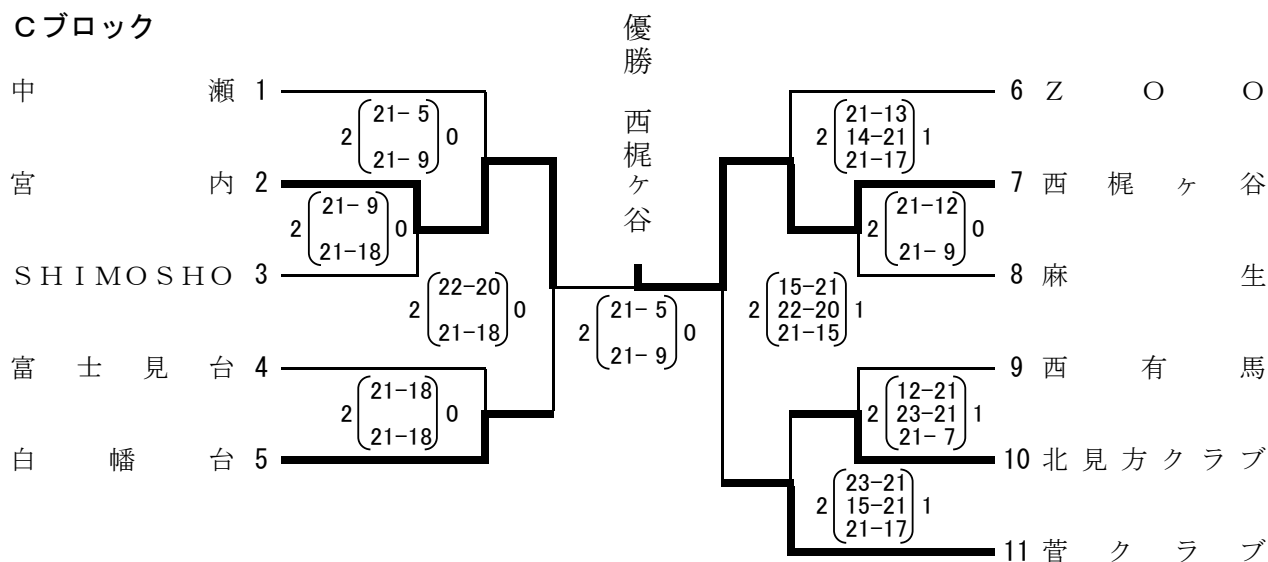 Cブロック
優勝 西梶ヶ谷
中瀬 1
2 21- 5 0
21- 9
宮内 2
2 21- 9 0
21-18
SHIMOSHO 3
2 22-20 0
21-18
富士見台 4
2 21-18 0
21-18
白幡台 5
2 21- 5 0
21- 9
6 ZOO
21-13
2 14-21 1
21-17
7 西梶ヶ谷
2 21-12 0
21- 9
8 麻生
15-21
2 22-20 1
21-15
9 西有馬
12-21
2 23-21 1
21- 7
10 北見方クラブ
23-21
2 15-21 1
21-17
11 菅クラブ